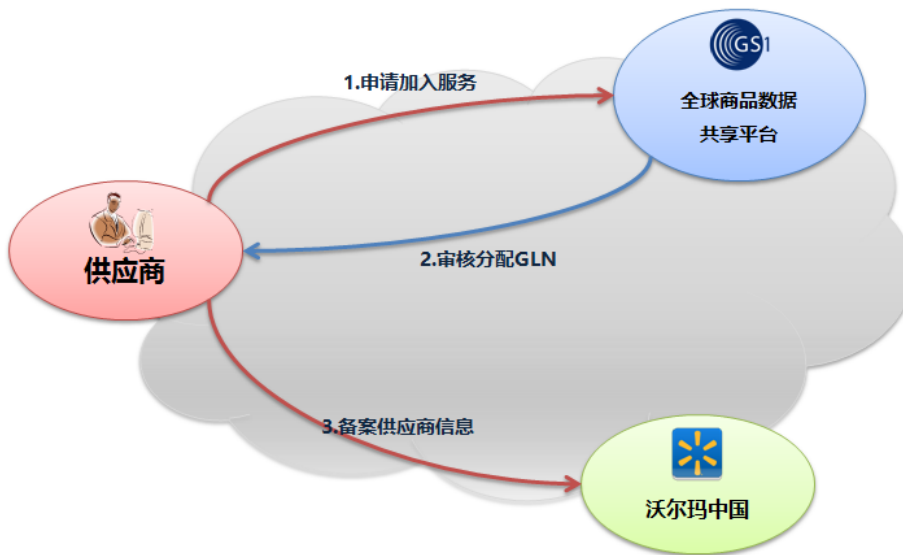 GS1
1.申请加入服务
全球商品数据
共享平台
2.审核分配GLN
供应商
3.备案供应商信息
沃尔玛中国